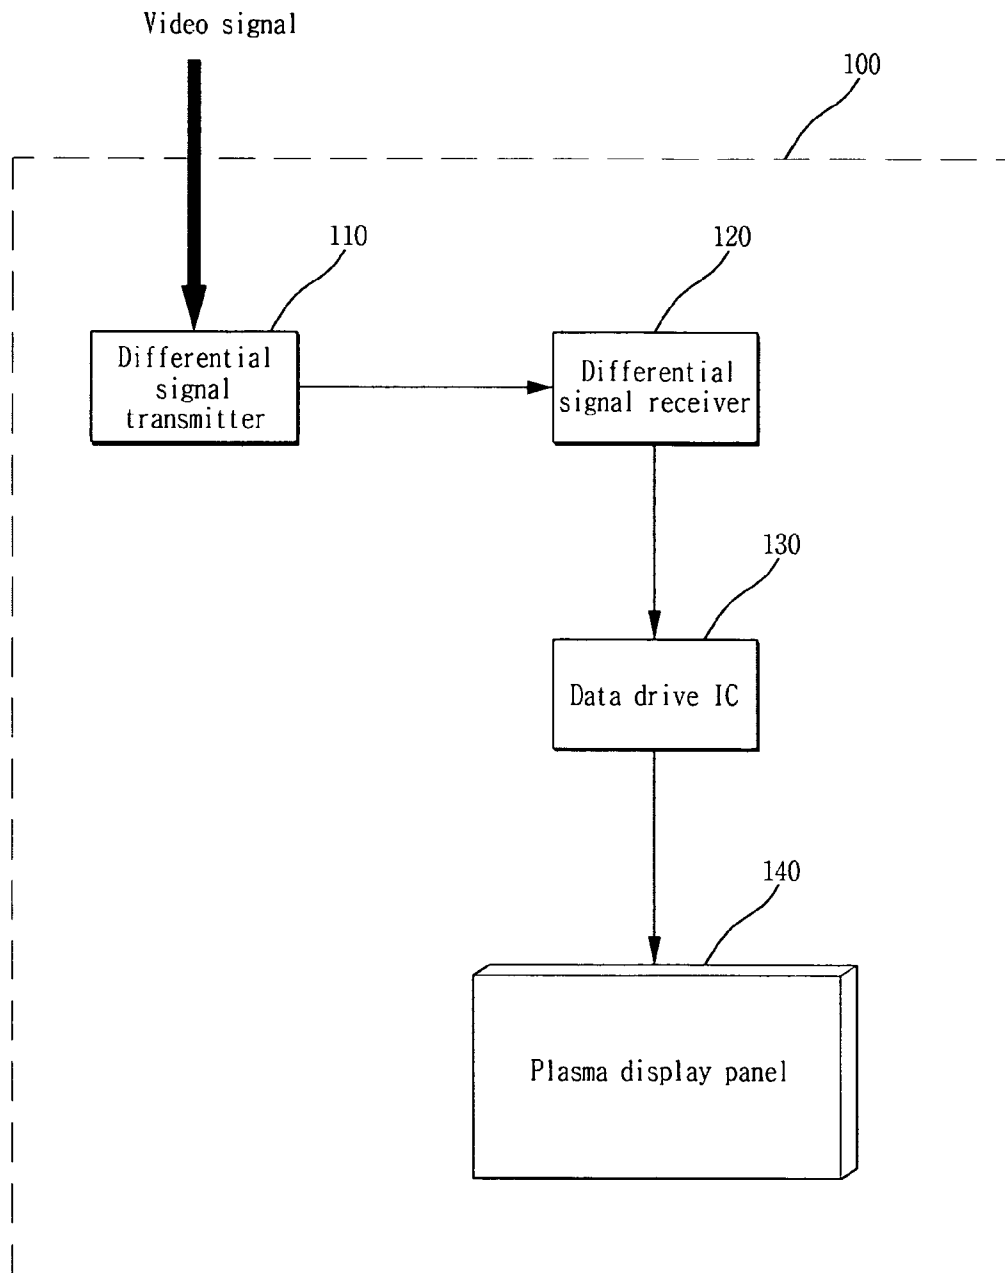 Video signal
100
110
120
Differential
signal
transmitter
Differential
signal receiver
130
Data drive IC
140
Plasma display panel